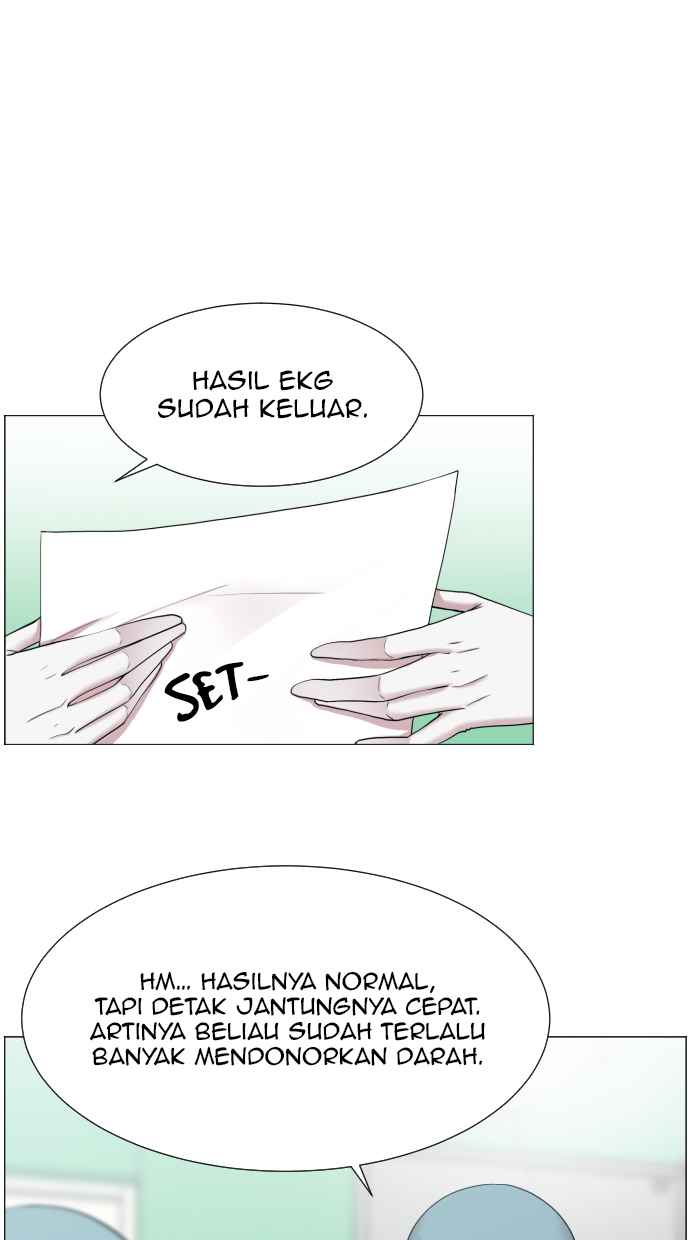 HASIL EKG
SUDAH KELUAR.
SET-
HM... HASILNYA NORMAL,
TAPI DETAK JANTUNGNYA CEPAT.
ARTINYA BELIAU SUDAH TERLALU
BANYAK MENDONORKAN DARAH.